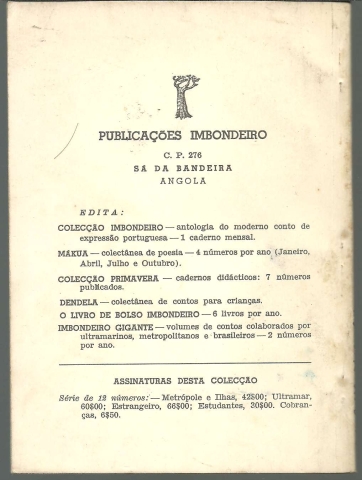 PUBLICAÇÕES IMBONDEIRO
C. P. 276
SÁ DA BANDEIRA
ANGOLA
EDITA:
COLECÇÃO IMBONDEIRO — antologia do moderno conto de
expressão portuguesa — 1 caderno mensal.
MÁKUA — colectânea de poesia — 4 números por ano (Janeiro,
Abril, Julho e Outubro).
COLECÇÃO PRIMAVERA — cadernos didácticos: 7 números
publicados.
DENDELA — colectânea de contos para crianças.
O LIVRO DE BOLSO IMBONDEIRO — 6 livros por ano.
IMBONDEIRO GIGANTE — volumes de contos colaborados por
ultramarinos, metropolitanos e brasileiros — 2 números
por ano.
ASSINATURAS DESTA COLECÇÃO
Série de 12 números: — Metrópole e Ilhas, 42$00; Ultramar,
60$00; Estrangeiro, 66$00; Estudantes, 30$00. Cobran-
ças, 6$50.